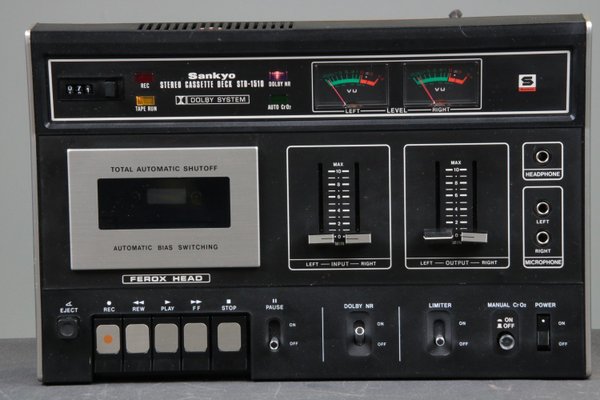 Sankyo
STEREO CASSETTE DECK STD-1510
DOLBY SYSTEM
REC
TAPE RUN
DOLBY NR
AUTO CrO2
VU
VU
LEFT LEVEL RIGHT
S
TOTAL AUTOMATIC SHUTOFF
AUTOMATIC BIAS SWITCHING
FEROX HEAD
MAX
10
8
6
4
2
0
MIN
LEFT INPUT RIGHT
MAX
10
8
6
4
2
0
LEFT OUTPUT RIGHT
HEADPHONE
LEFT
RIGHT
MICROPHONE
EJECT
REC
REW
PLAY
FF
STOP
PAUSE
ON
OFF
DOLBY NR
ON
OFF
LIMITER
ON
OFF
MANUAL CrO2
ON
OFF
POWER
ON
OFF